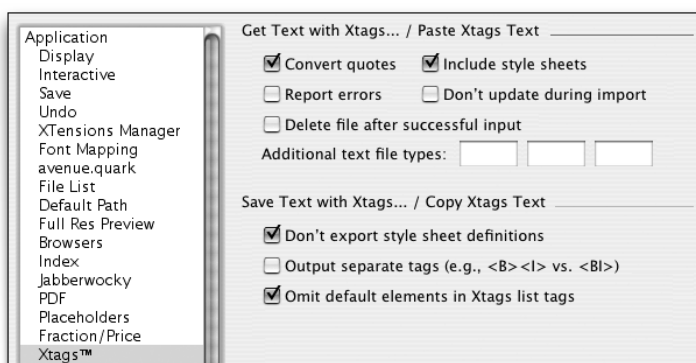 Application
Display
Interactive
Save
Undo
XTensions Manager
Font Mapping
avenue.quark
File List
Default Path
Full Res Preview
Browsers
Index
Jabberwocky
PDF
Placeholders
Fraction/Price
Xtags™
Get Text with Xtags... / Paste Xtags Text
Convert quotes Include style sheets
Report errors Don't update during import
Delete file after successful input
Additional text file types:
Save Text with Xtags... / Copy Xtags Text
Don't export style sheet definitions
Output separate tags (e.g., <B><I> vs. <BI>)
Omit default elements in Xtags list tags